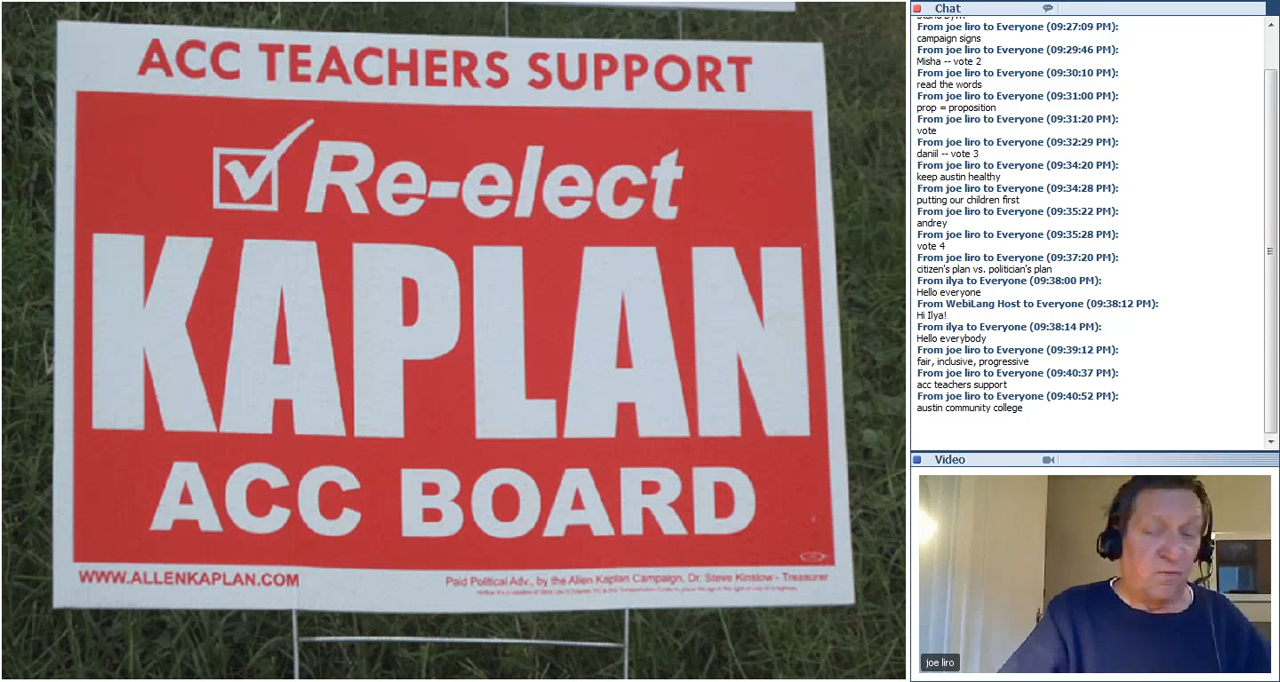 ACC TEACHERS SUPPORT
Re-elect
KAPLAN
ACC BOARD
WWW.ALLENKAPLAN.COM
Paid Political Adv., by the Allen Kaplan Campaign, Dr. Steve Kinslow - Treasurer
Chat
From joe liro to Everyone (09:27:09 PM):
campaign signs
From joe liro to Everyone (09:29:46 PM):
Misha -- vote 2
From joe liro to Everyone (09:30:10 PM):
read the words
From joe liro to Everyone (09:31:00 PM):
prop = proposition
From joe liro to Everyone (09:31:20 PM):
vote
From joe liro to Everyone (09:32:29 PM):
daniil -- vote 3
From joe liro to Everyone (09:34:20 PM):
keep austin healthy
From joe liro to Everyone (09:34:28 PM):
putting our children first
From joe liro to Everyone (09:35:22 PM):
andrey
From joe liro to Everyone (09:35:28 PM):
vote 4
From joe liro to Everyone (09:37:20 PM):
citizen's plan vs. politician's plan
From ilya to Everyone (09:38:00 PM):
Hello everyone
From WebiLang Host to Everyone (09:38:12 PM):
Hi Ilya!
From ilya to Everyone (09:38:14 PM):
Hello everybody
From joe liro to Everyone (09:39:12 PM):
fair, inclusive, progressive
From joe liro to Everyone (09:40:37 PM):
acc teachers support
From joe liro to Everyone (09:40:52 PM):
austin community college
Video
joe liro